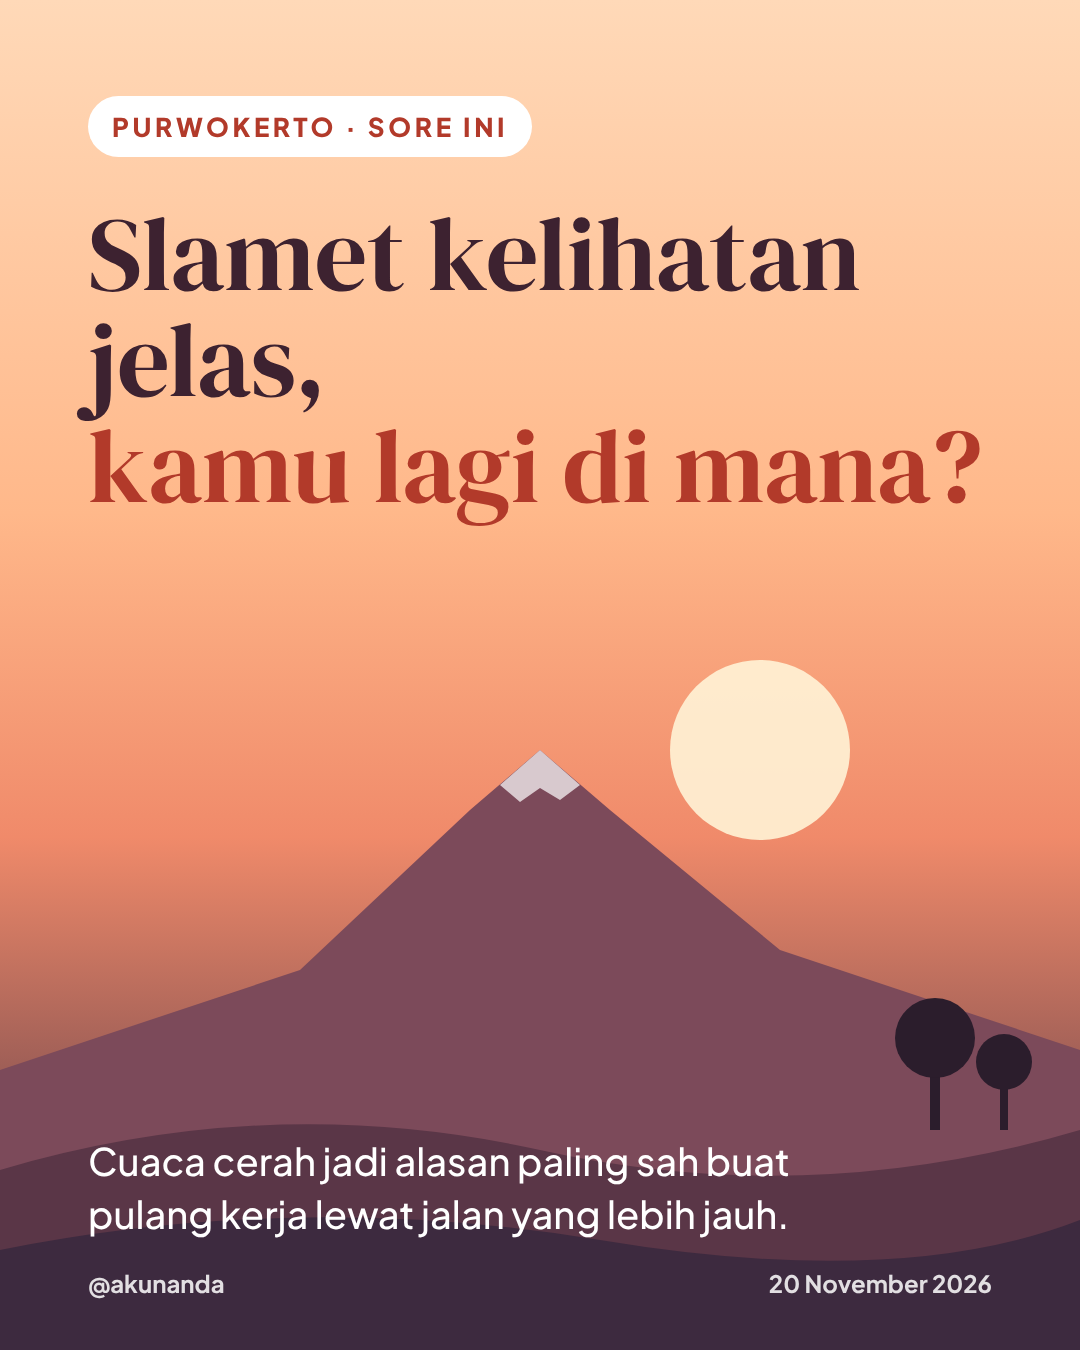 PURWOKERTO · SORE INI
Slamet kelihatan
jelas,
kamu lagi di mana?
Cuaca cerah jadi alasan paling sah buat
pulang kerja lewat jalan yang lebih jauh.
@akunanda
20 November 2026